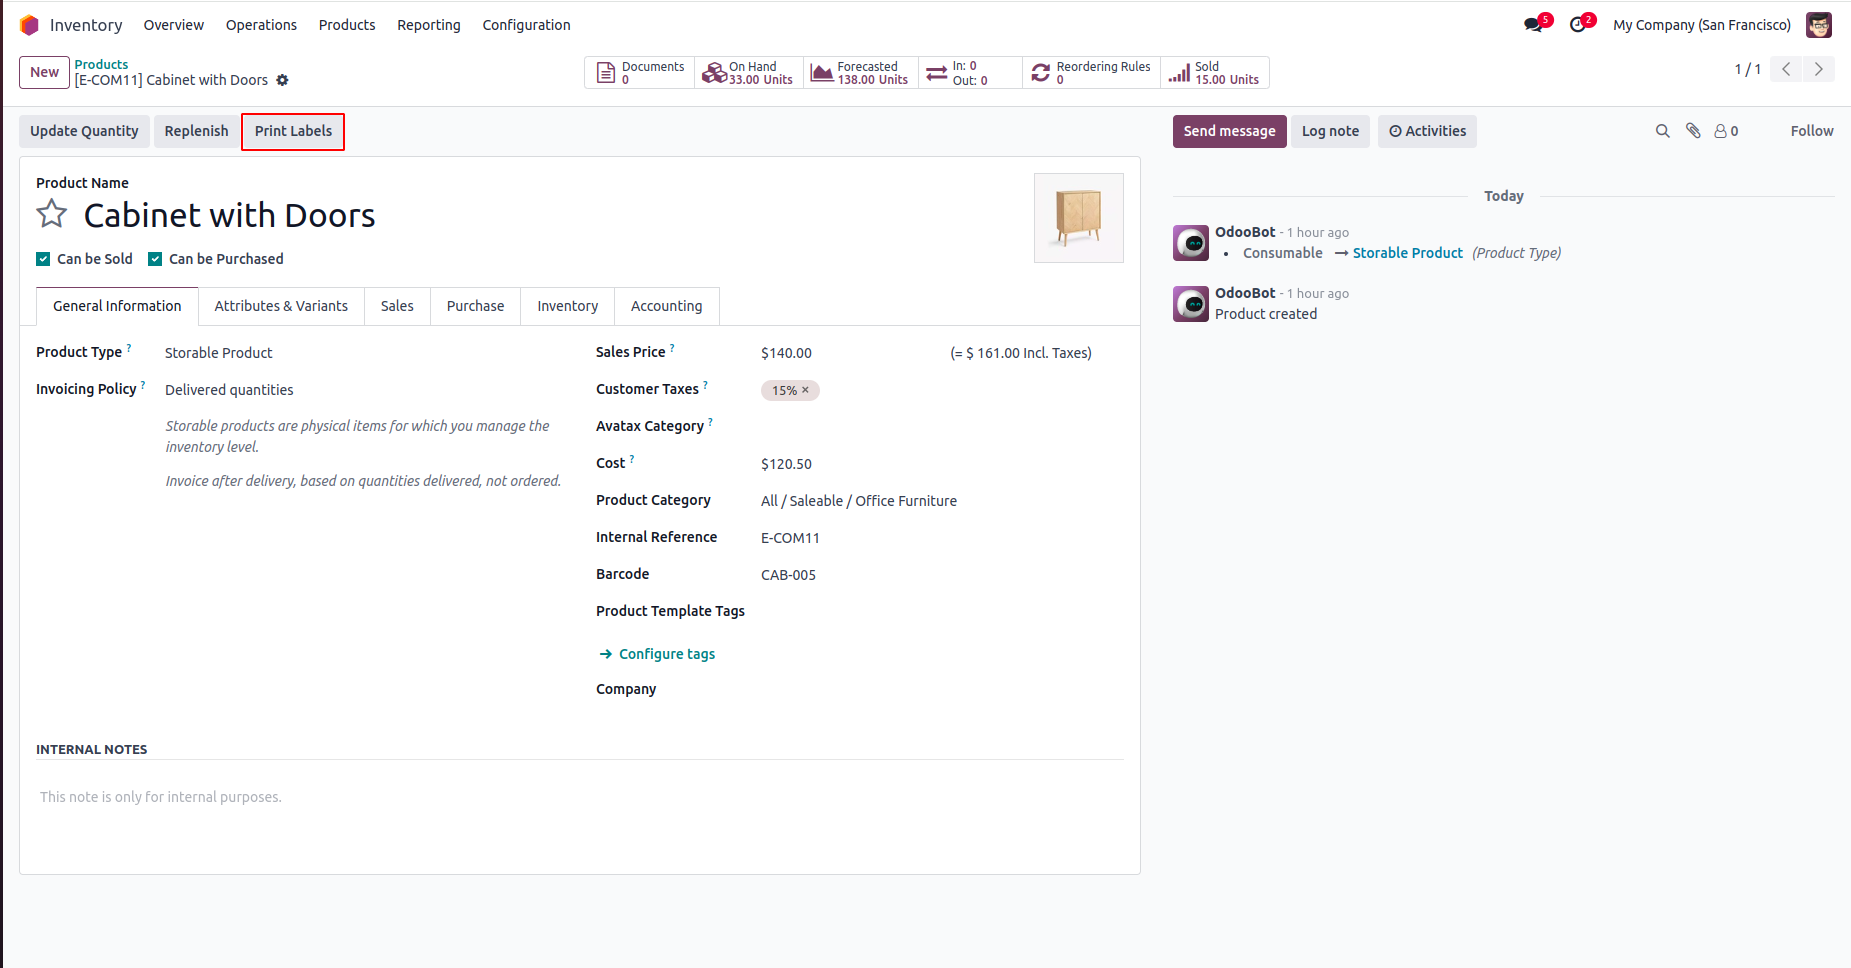 Inventory Overview Operations Products Reporting Configuration 5 2 My Company (San Francisco)
New Products
[E-COM11] Cabinet with Doors
Documents 0
On Hand 33.00 Units
Forecasted 138.00 Units
In: 0
Out: 0
Reordering Rules 0
Sold 15.00 Units
1 / 1
Update Quantity Replenish Print Labels
Send message Log note Activities 0 Follow
Product Name
Cabinet with Doors
Can be Sold Can be Purchased
General Information Attributes & Variants Sales Purchase Inventory Accounting
Product Type ? Storable Product
Invoicing Policy ? Delivered quantities
Storable products are physical items for which you manage the
inventory level.
Invoice after delivery, based on quantities delivered, not ordered.
Sales Price ? $140.00 (= $ 161.00 Incl. Taxes)
Customer Taxes ? 15% ×
Avatax Category ?
Cost ? $120.50
Product Category All / Saleable / Office Furniture
Internal Reference E-COM11
Barcode CAB-005
Product Template Tags
→ Configure tags
Company
INTERNAL NOTES
This note is only for internal purposes.
Today
OdooBot - 1 hour ago
• Consumable → Storable Product (Product Type)
OdooBot - 1 hour ago
Product created